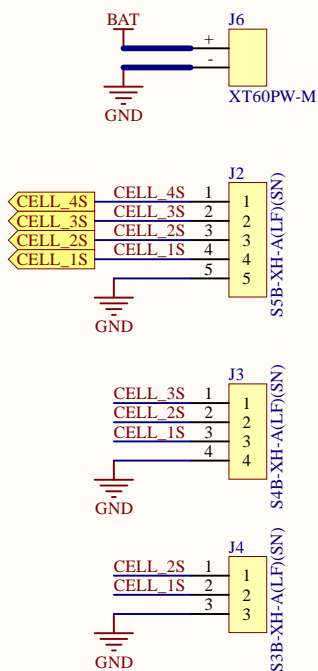 BAT
J6
+
-
XT60PW-M
GND
J2
CELL_4S CELL_4S 1 1
CELL_3S CELL_3S 2 2
CELL_2S CELL_2S 3 3
CELL_1S CELL_1S 4 4
5 5
S5B-XH-A(LF)(SN)
GND
J3
CELL_3S 1 1
CELL_2S 2 2
CELL_1S 3 3
4 4
S4B-XH-A(LF)(SN)
GND
J4
CELL_2S 1 1
CELL_1S 2 2
3 3
S3B-XH-A(LF)(SN)
GND